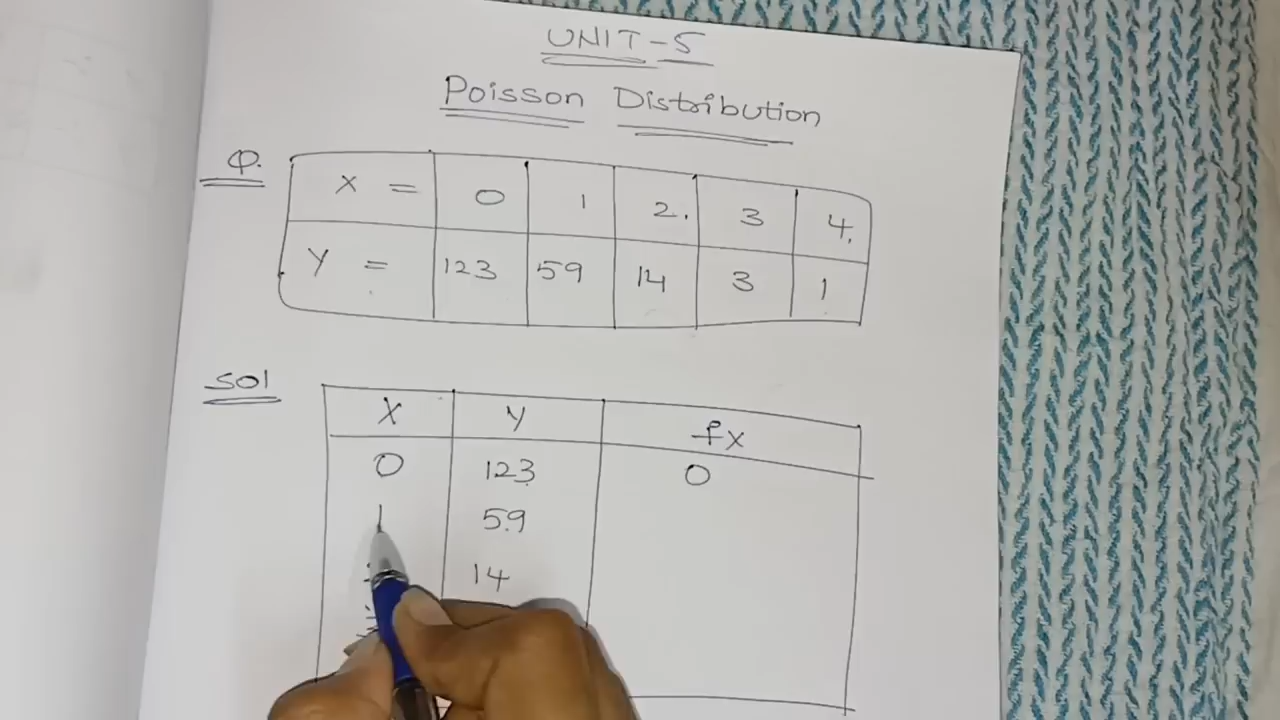 UNIT-5
Poisson Distribution
Q.
X = 0 1 2. 3 4.
Y = 123 59 14 3 1
Sol
X Y fx
0 123 0
1 59
14